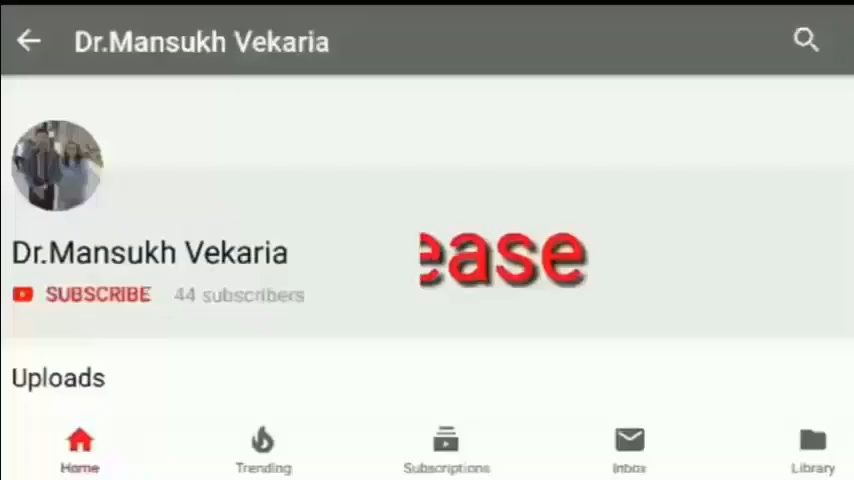 Dr.Mansukh Vekaria
Dr.Mansukh Vekaria
ease
SUBSCRIBE 44 subscribers
Uploads
Home Trending Subscriptions Inbox Library